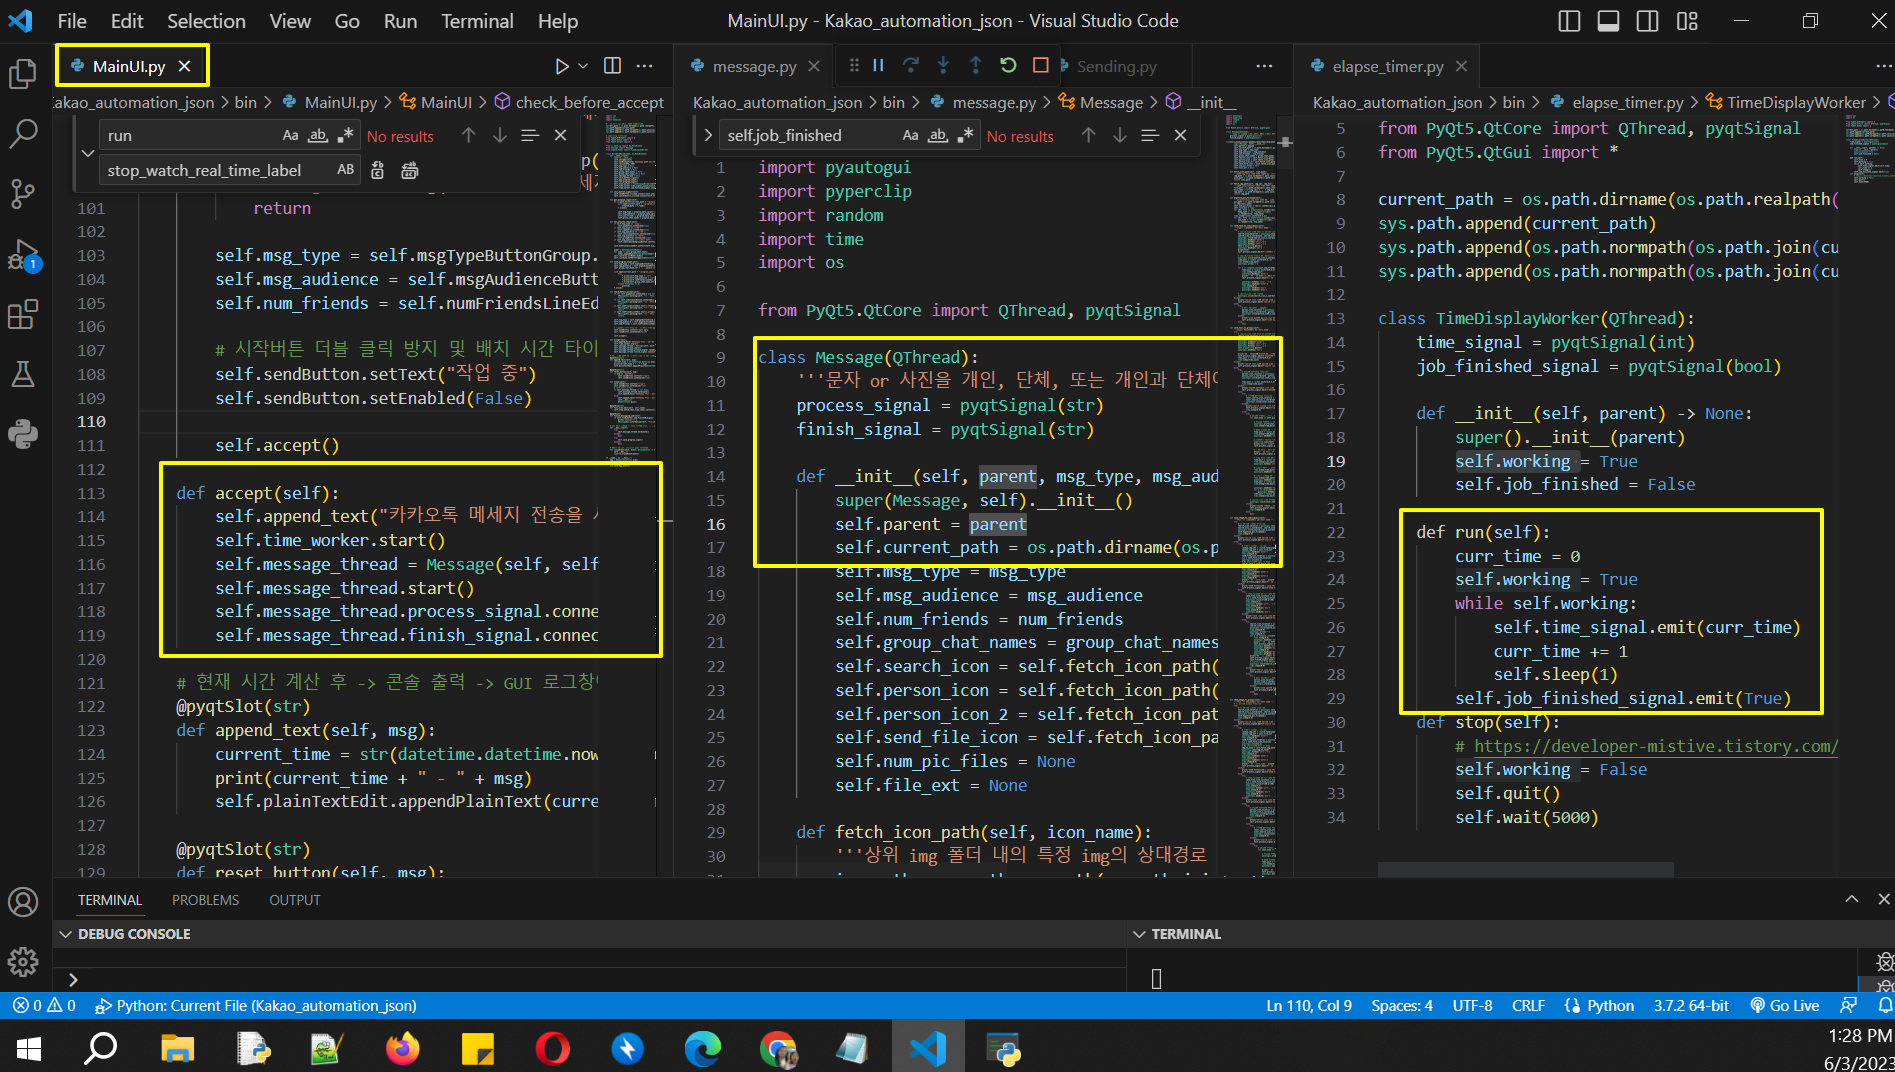 File Edit Selection View Go Run Terminal Help
MainUI.py - Kakao_automation_json - Visual Studio Code
MainUI.py
message.py
Sending.py
elapse_timer.py
kakao_automation_json > bin > MainUI.py > MainUI > check_before_accept
Kakao_automation_json > bin > message.py > Message > __init__
Kakao_automation_json > bin > elapse_timer.py > TimeDisplayWorker >
run
Aa ab
No results
stop_watch_real_time_label
AB
101 return
102
103 self.msg_type = self.msgTypeButtonGroup.
104 self.msg_audience = self.msgAudienceButt
105 self.num_friends = self.numFriendsLineEd
106
107 # 시작버튼 더블 클릭 방지 및 배치 시간 타이
108 self.sendButton.setText("작업 중")
109 self.sendButton.setEnabled(False)
110
111 self.accept()
112
113 def accept(self):
114 self.append_text("카카오톡 메세지 전송을 시
115 self.time_worker.start()
116 self.message_thread = Message(self, self
117 self.message_thread.start()
118 self.message_thread.process_signal.conne
119 self.message_thread.finish_signal.connec
120
121 # 현재 시간 계산 후 -> 콘솔 출력 -> GUI 로그창
122 @pyqtSlot(str)
123 def append_text(self, msg):
124 current_time = str(datetime.datetime.now
125 print(current_time + " - " + msg)
126 self.plainTextEdit.appendPlainText(curre
127
128 @pyqtSlot(str)
129 def reset_button(self, msg):
self.job_finished
Aa ab
No results
1 import pyautogui
2 import pyperclip
3 import random
4 import time
5 import os
6
7 from PyQt5.QtCore import QThread, pyqtSignal
8
9 class Message(QThread):
10 '''문자 or 사진을 개인, 단체, 또는 개인과 단체에
11 process_signal = pyqtSignal(str)
12 finish_signal = pyqtSignal(str)
13
14 def __init__(self, parent, msg_type, msg_aud
15 super(Message, self).__init__()
16 self.parent = parent
17 self.current_path = os.path.dirname(os.p
18 self.msg_type = msg_type
19 self.msg_audience = msg_audience
20 self.num_friends = num_friends
21 self.group_chat_names = group_chat_names
22 self.search_icon = self.fetch_icon_path(
23 self.person_icon = self.fetch_icon_path(
24 self.person_icon_2 = self.fetch_icon_pat
25 self.send_file_icon = self.fetch_icon_pa
26 self.num_pic_files = None
27 self.file_ext = None
28
29 def fetch_icon_path(self, icon_name):
30 '''상위 img 폴더 내의 특정 img의 상대경로
5 from PyQt5.QtCore import QThread, pyqtSignal
6 from PyQt5.QtGui import *
7
8 current_path = os.path.dirname(os.path.realpath(
9 sys.path.append(current_path)
10 sys.path.append(os.path.normpath(os.path.join(cu
11 sys.path.append(os.path.normpath(os.path.join(cu
12
13 class TimeDisplayWorker(QThread):
14 time_signal = pyqtSignal(int)
15 job_finished_signal = pyqtSignal(bool)
16
17 def __init__(self, parent) -> None:
18 super().__init__(parent)
19 self.working = True
20 self.job_finished = False
21
22 def run(self):
23 curr_time = 0
24 self.working = True
25 while self.working:
26 self.time_signal.emit(curr_time)
27 curr_time += 1
28 self.sleep(1)
29 self.job_finished_signal.emit(True)
30 def stop(self):
31 # https://developer-mistive.tistory.com/
32 self.working = False
33 self.quit()
34 self.wait(5000)
TERMINAL PROBLEMS OUTPUT
DEBUG CONSOLE
TERMINAL
0 0 Python: Current File (Kakao_automation_json)
Ln 110, Col 9 Spaces: 4 UTF-8 CRLF Python 3.7.2 64-bit Go Live
1:28 PM
6/3/2023